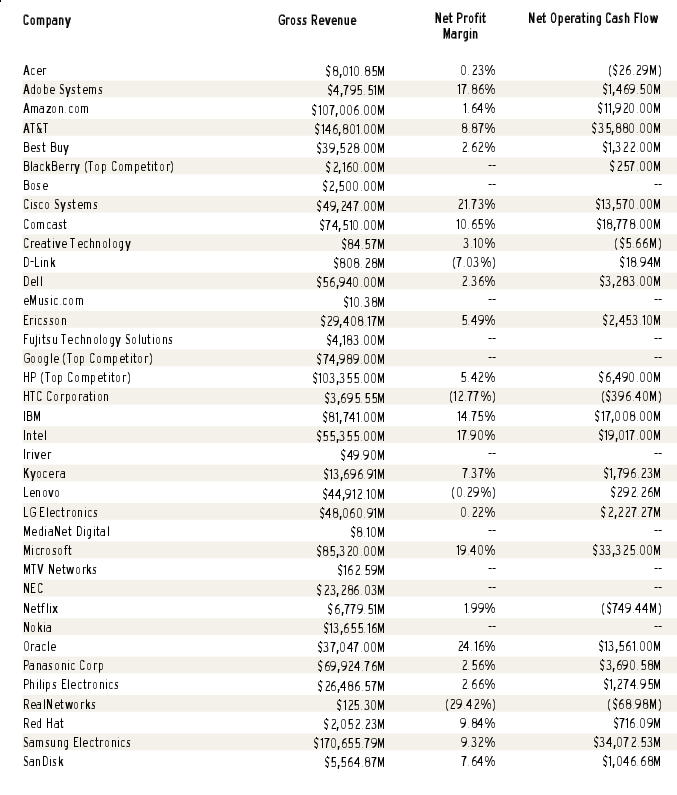 Company Gross Revenue Net Profit Margin Net Operating Cash Flow
Acer $8,010.85M 0.23% ($26.29M)
Adobe Systems $4,795.51M 17.86% $1,469.50M
Amazon.com $107,006.00M 1.64% $11,920.00M
AT&T $146,801.00M 8.87% $35,880.00M
Best Buy $39,528.00M 2.62% $1,322.00M
BlackBerry (Top Competitor) $2,160.00M -- $257.00M
Bose $2,500.00M -- --
Cisco Systems $49,247.00M 21.73% $13,570.00M
Comcast $74,510.00M 10.65% $18,778.00M
Creative Technology $84.57M 3.10% ($5.66M)
D-Link $808.28M (7.03%) $18.94M
Dell $56,940.00M 2.36% $3,283.00M
eMusic.com $10.38M -- --
Ericsson $29,408.17M 5.49% $2,453.10M
Fujitsu Technology Solutions $4,183.00M -- --
Google (Top Competitor) $74,989.00M -- --
HP (Top Competitor) $103,355.00M 5.42% $6,490.00M
HTC Corporation $3,695.55M (12.77%) ($396.40M)
IBM $81,741.00M 14.75% $17,008.00M
Intel $55,355.00M 17.90% $19,017.00M
Iriver $49.90M -- --
Kyocera $13,696.91M 7.37% $1,796.23M
Lenovo $44,912.10M (0.29%) $292.26M
LG Electronics $48,060.91M 0.22% $2,227.27M
MediaNet Digital $8.10M -- --
Microsoft $85,320.00M 19.40% $33,325.00M
MTV Networks $162.59M -- --
NEC $23,286.03M -- --
Netflix $6,779.51M 1.99% ($749.44M)
Nokia $13,655.16M -- --
Oracle $37,047.00M 24.16% $13,561.00M
Panasonic Corp $69,924.76M 2.56% $3,690.58M
Philips Electronics $26,486.57M 2.66% $1,274.95M
RealNetworks $125.30M (29.42%) ($68.98M)
Red Hat $2,052.23M 9.84% $716.09M
Samsung Electronics $170,655.79M 9.32% $34,072.53M
SanDisk $5,564.87M 7.64% $1,046.68M